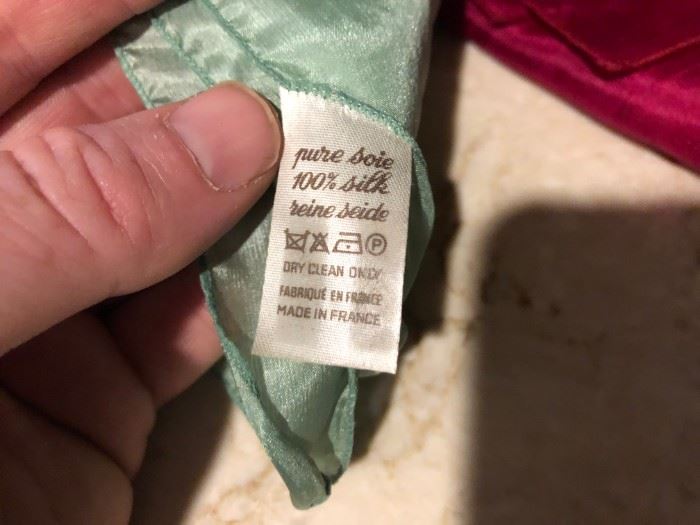 pure soie
100% silk
reine seide
P
DRY CLEAN ONLY
FABRIQUÉ EN FRANCE
MADE IN FRANCE